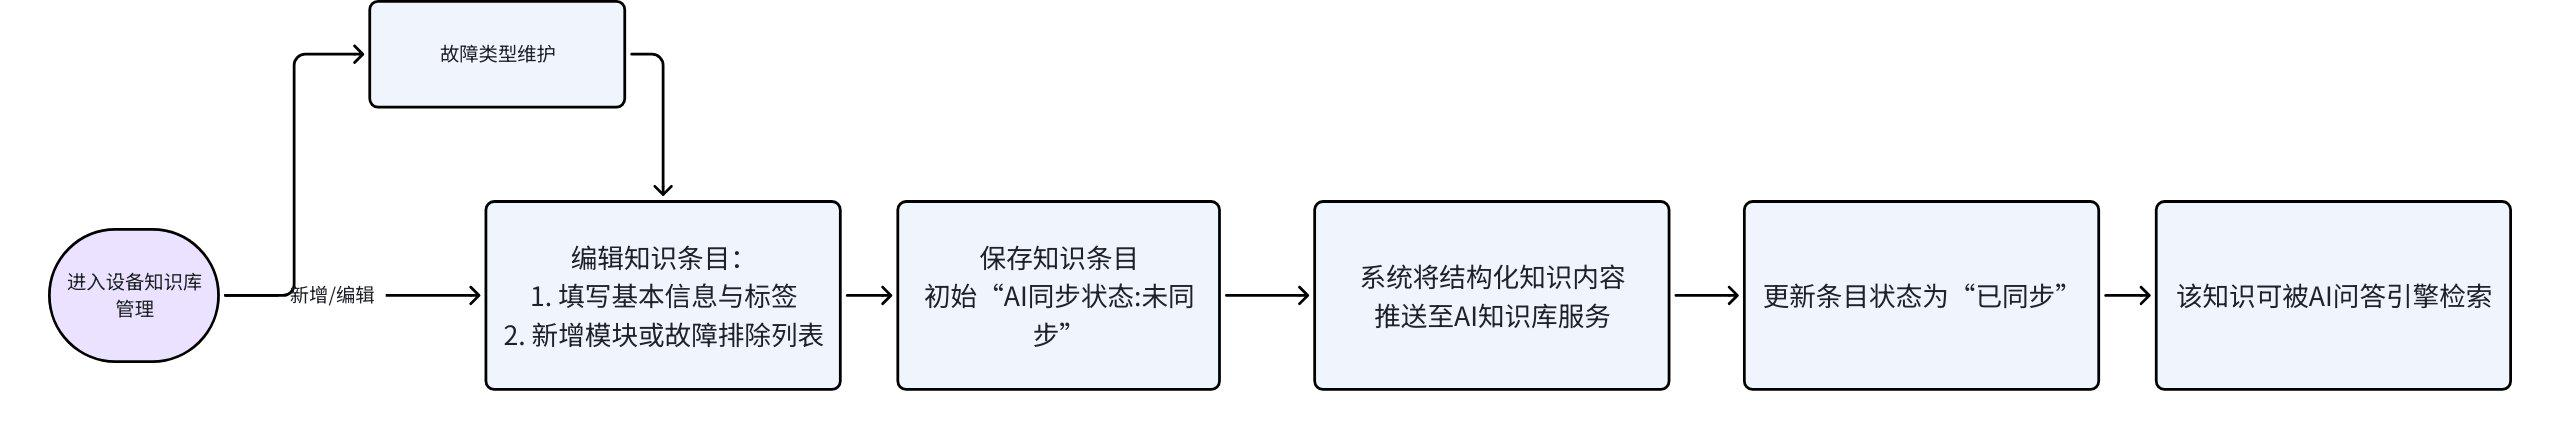 故障类型维护
进入设备知识库
管理
新增/编辑
编辑知识条目：
1. 填写基本信息与标签
2. 新增模块或故障排除列表
保存知识条目
初始“AI同步状态:未同
步”
系统将结构化知识内容
推送至AI知识库服务
更新条目状态为“已同步”
该知识可被AI问答引擎检索